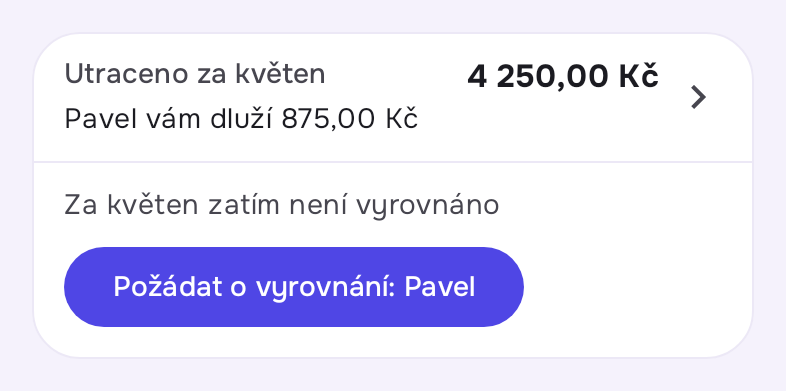 Utraceno za květen
4 250,00 Kč
Pavel vám dluží 875,00 Kč
Za květen zatím není vyrovnáno
Požádat o vyrovnání: Pavel